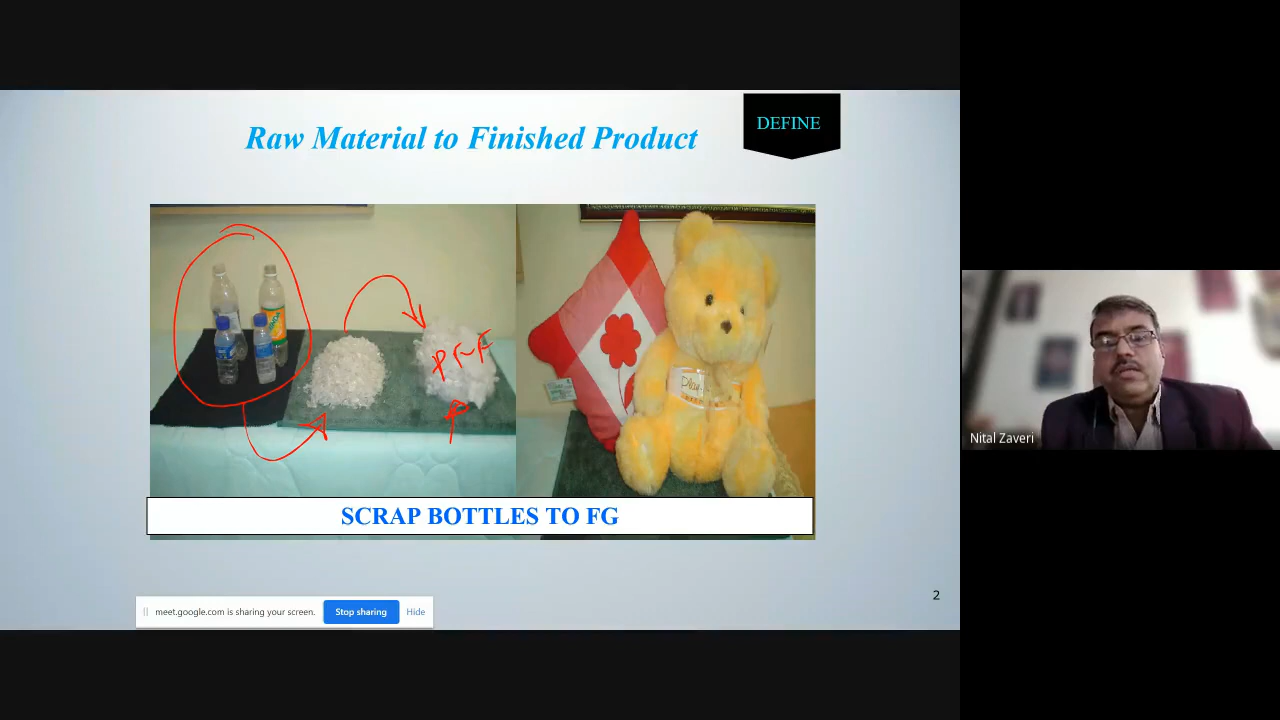 DEFINE
Raw Material to Finished Product
PSF
SCRAP BOTTLES TO FG
2
meet.google.com is sharing your screen. Stop sharing Hide
Nital Zaveri